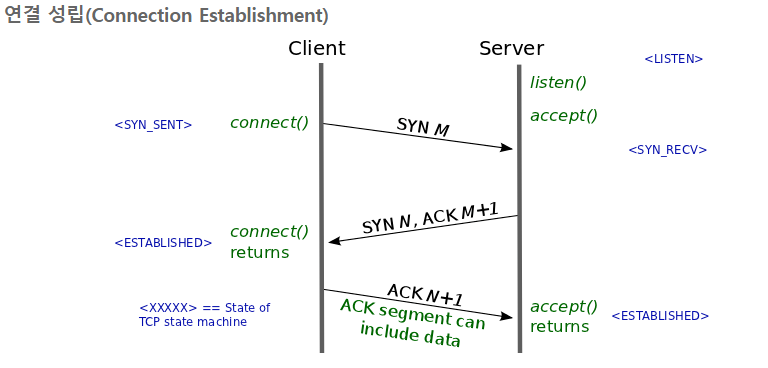 연결 성립(Connection Establishment)
Client
Server
<LISTEN>
listen()
accept()
<SYN_SENT>
connect()
SYN M
<SYN_RECV>
SYN N, ACK M+1
connect()
returns
<ESTABLISHED>
ACK N+1
ACK segment can
include data
<XXXXX> == State of
TCP state machine
accept()
returns
<ESTABLISHED>